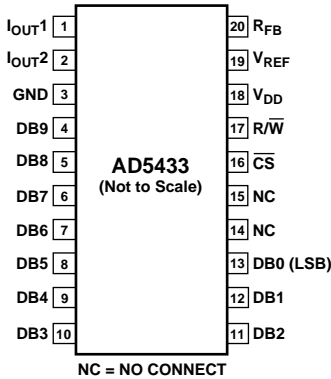 IOUT1 1 20 RFB
IOUT2 2 19 VREF
GND 3 18 VDD
DB9 4 17 R/W̅
DB8 5 AD5433 16 C̅S̅
(Not to Scale)
DB7 6 15 NC
DB6 7 14 NC
DB5 8 13 DB0 (LSB)
DB4 9 12 DB1
DB3 10 11 DB2
NC = NO CONNECT